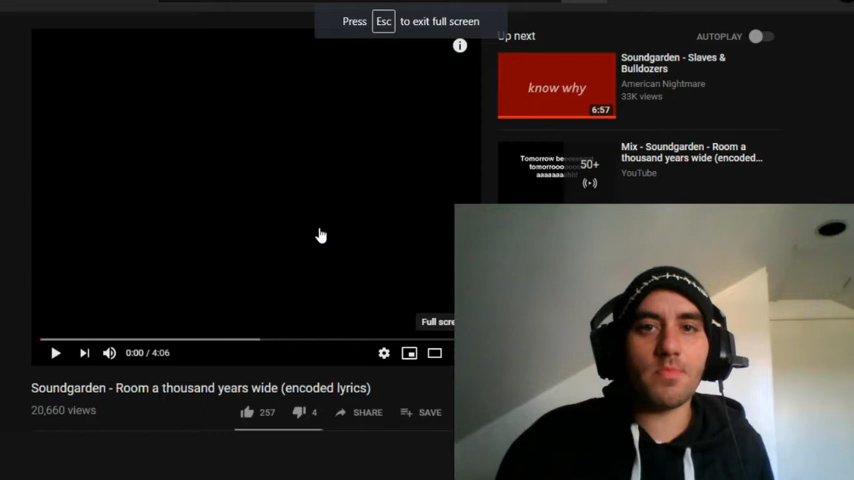 Press Esc to exit full screen
Up next
AUTOPLAY
know why
6:57
Soundgarden - Slaves &
Bulldozers
American Nightmare
33K views
50+
Mix - Soundgarden - Room a
thousand years wide (encoded...
YouTube
Full scre
0:00 / 4:06
Soundgarden - Room a thousand years wide (encoded lyrics)
20,660 views
257
4
SHARE
SAVE